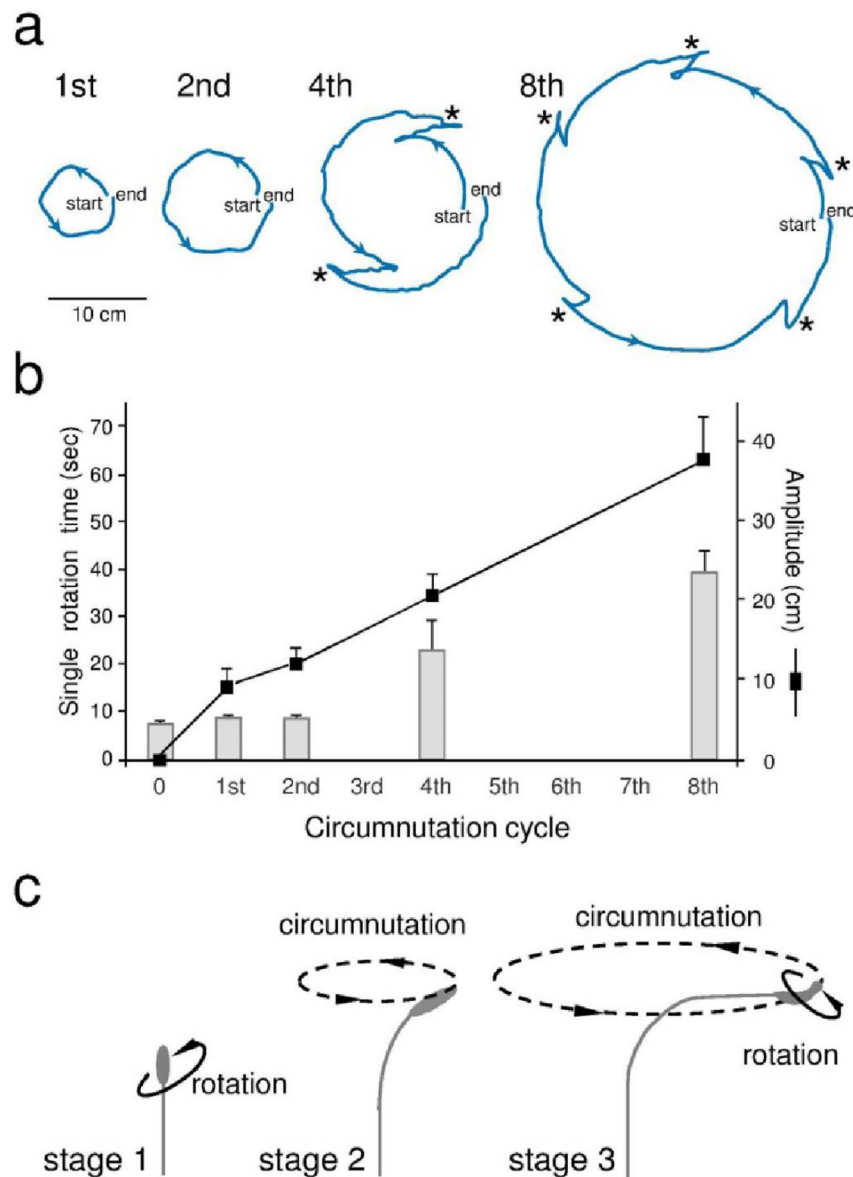 a
1st 2nd 4th 8th
*
*
*
*
*
*
*
start end
start end
start end
start end
10 cm
b
Single rotation time (sec)
70
60
50
40
30
20
10
0
40
30
20
10
0
Amplitude (cm)
0 1st 2nd 3rd 4th 5th 6th 7th 8th
Circumnutation cycle
c
circumnutation
circumnutation
rotation
rotation
stage 1
stage 2
stage 3